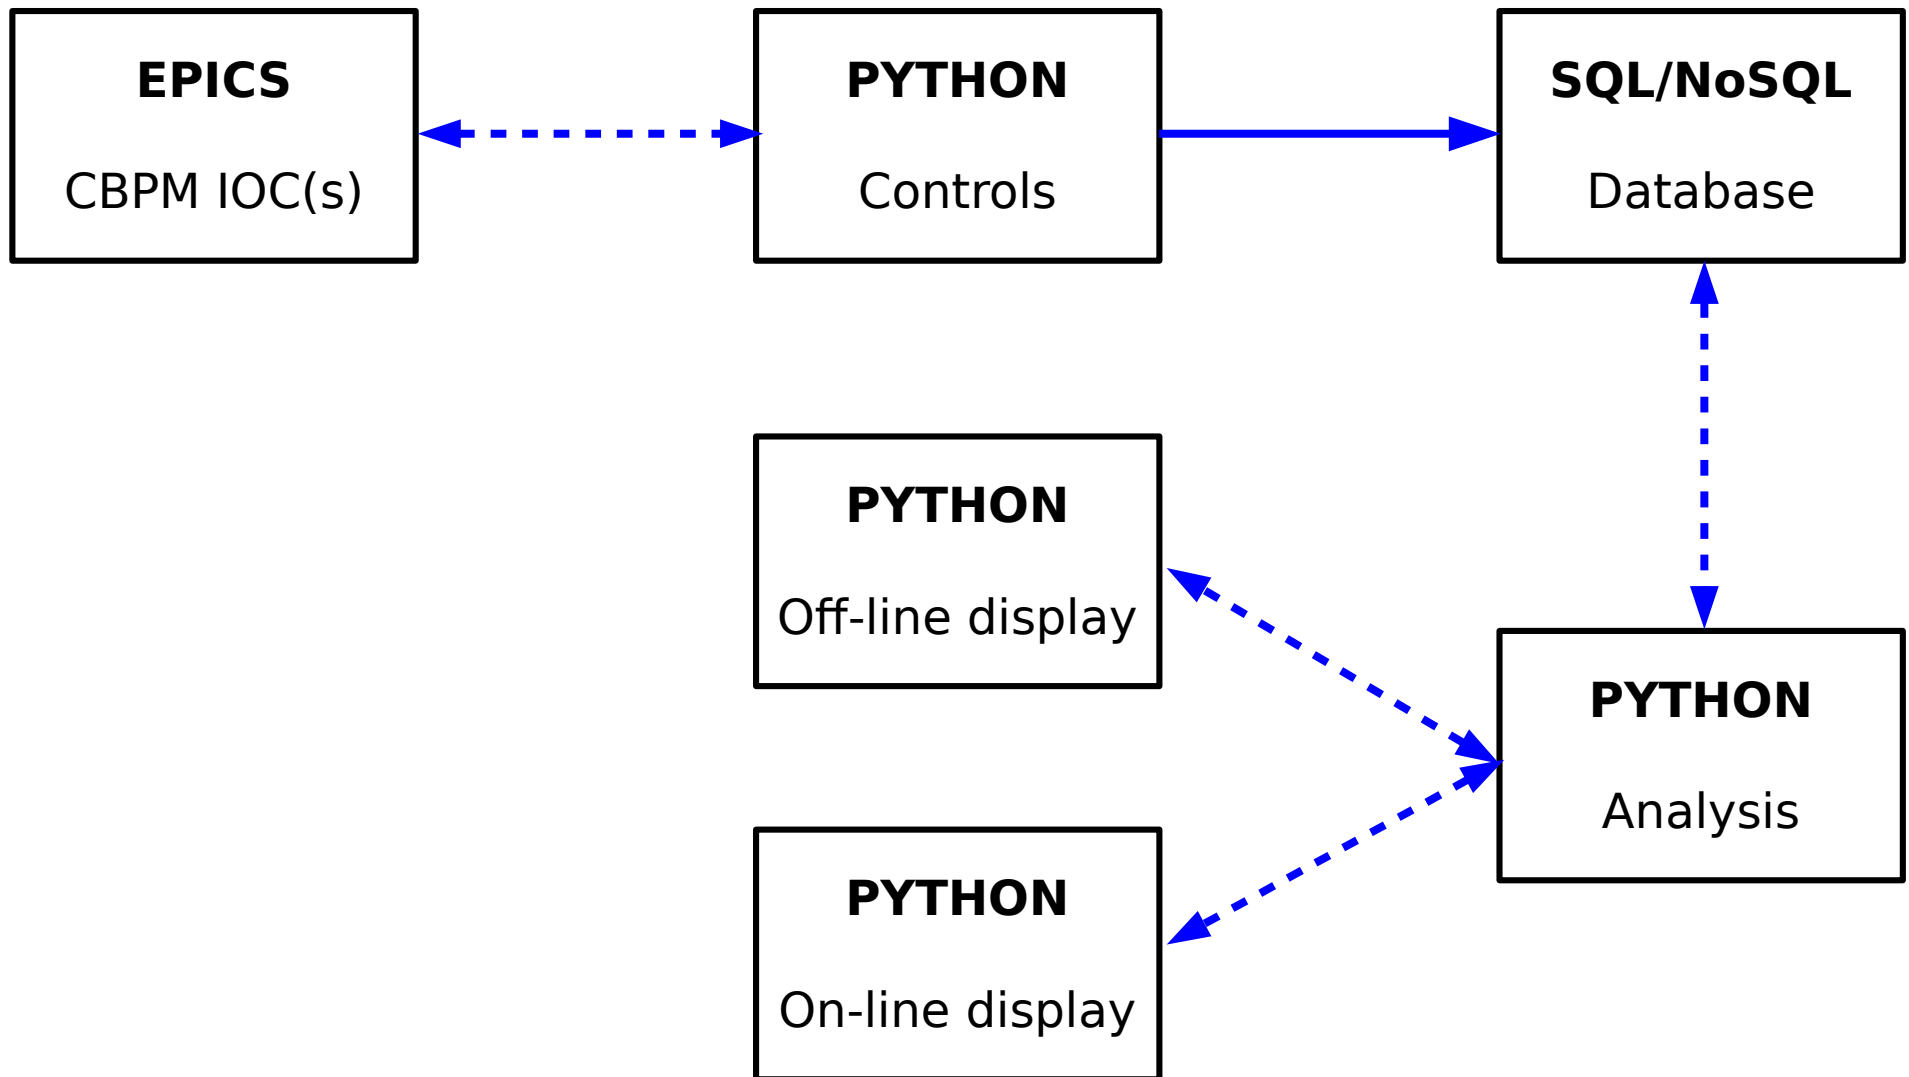 EPICS
CBPM IOC(s)
PYTHON
Controls
SQL/NoSQL
Database
PYTHON
Off-line display
PYTHON
Analysis
PYTHON
On-line display